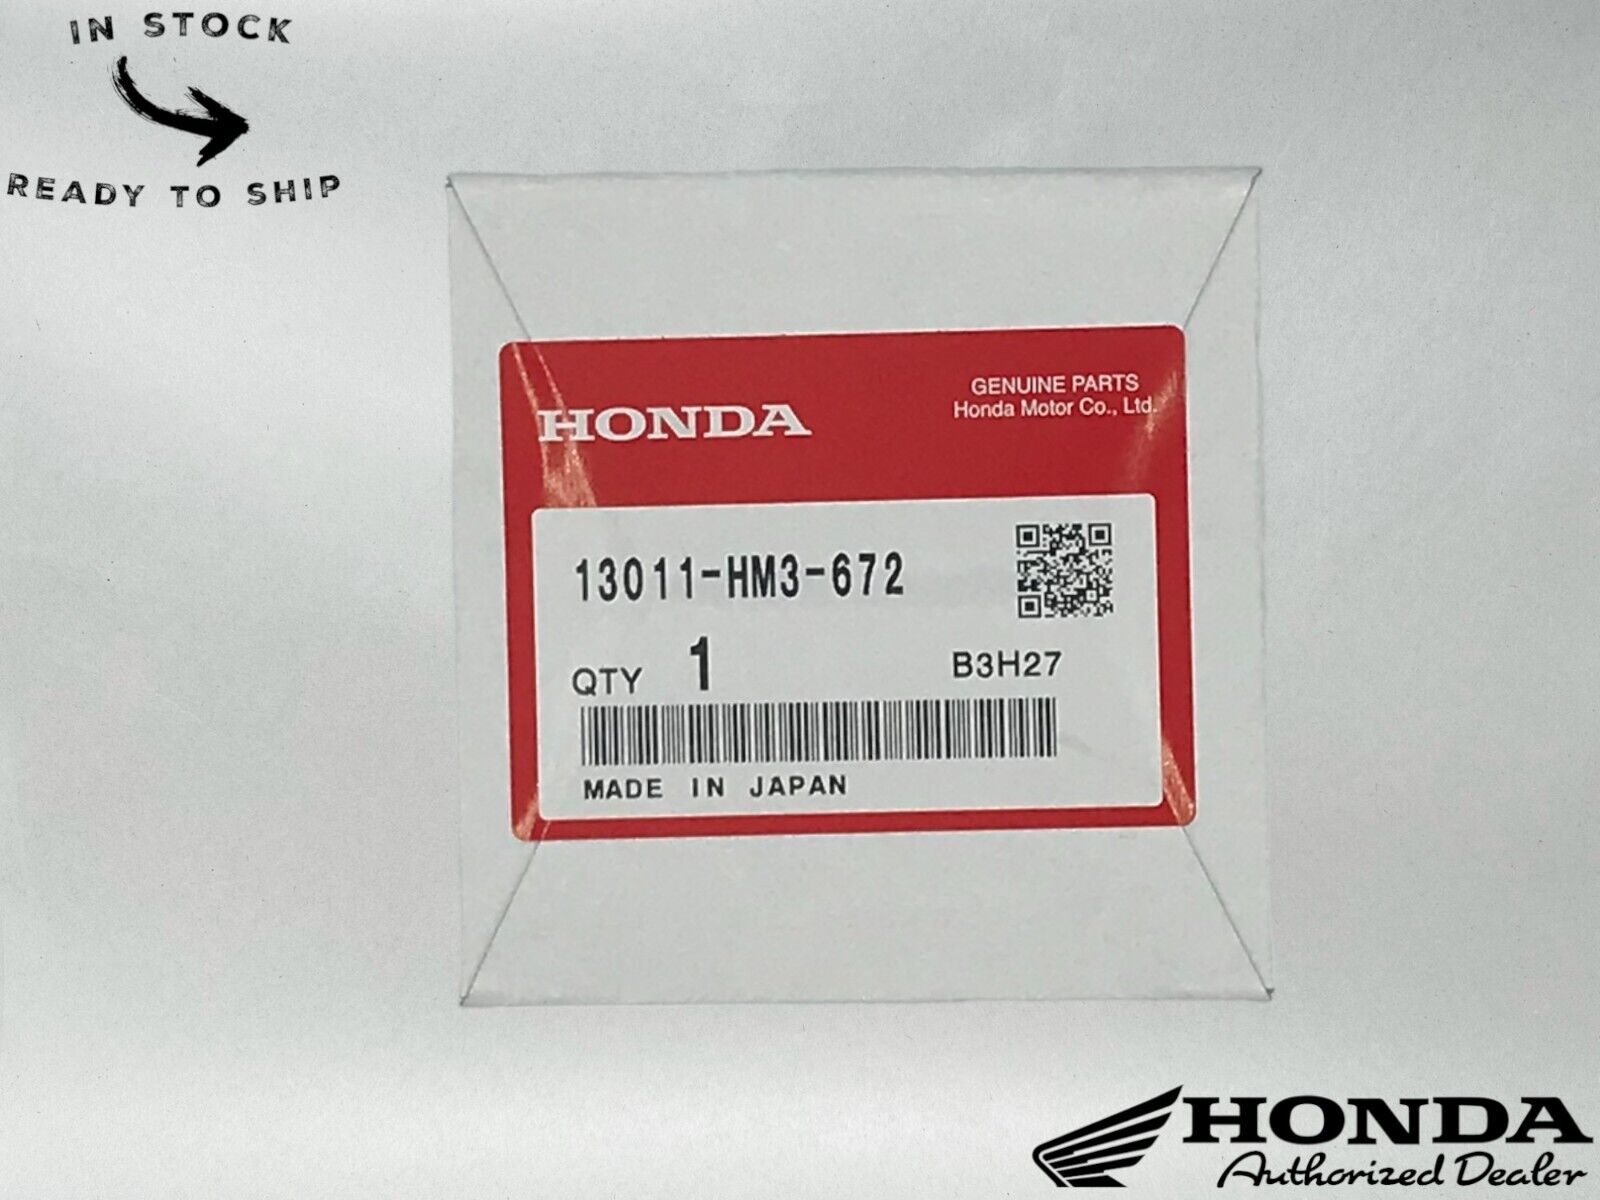 IN STOCK
READY TO SHIP
HONDA
GENUINE PARTS
Honda Motor Co., Ltd.
13011-HM3-672
QTY 1
B3H27
MADE IN JAPAN
HONDA
Authorized Dealer